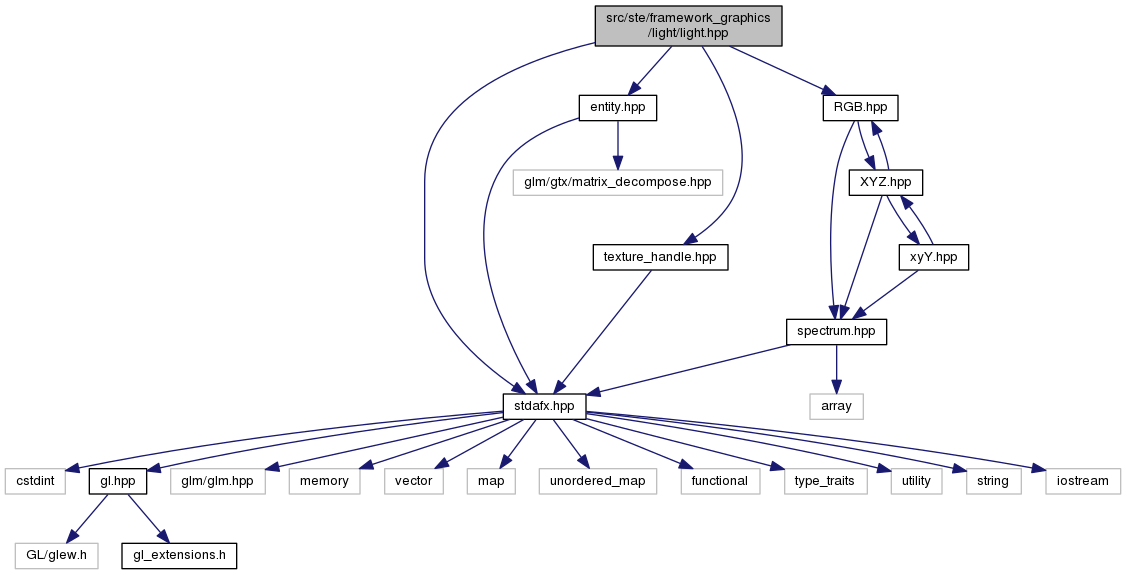 src/ste/framework_graphics
/light/light.hpp
entity.hpp
RGB.hpp
glm/gtx/matrix_decompose.hpp
XYZ.hpp
texture_handle.hpp
xyY.hpp
spectrum.hpp
stdafx.hpp
array
cstdint
gl.hpp
glm/glm.hpp
memory
vector
map
unordered_map
functional
type_traits
utility
string
iostream
GL/glew.h
gl_extensions.h